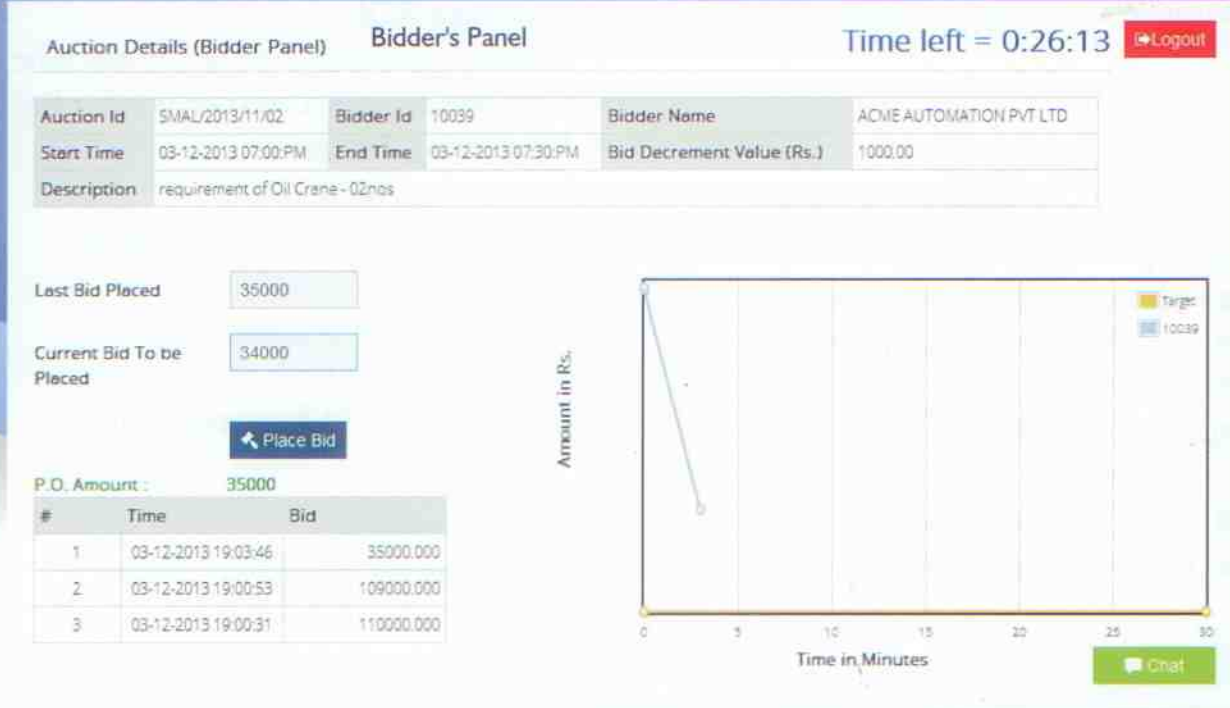 Auction Details (Bidder Panel) Bidder's Panel Time left = 0:26:13 Logout
Auction Id SMAL/2013/11/02 Bidder Id 10039 Bidder Name ACME AUTOMATION PVT LTD
Start Time 03-12-2013 07:00:PM End Time 03-12-2013 07:30:PM Bid Decrement Value (Rs.) 1000.00
Description requirement of Oil Crane - 02nos
Last Bid Placed 35000
Current Bid To be
Placed
34000
Place Bid
P.O. Amount : 35000
# Time Bid
1 03-12-2013 19:03:46 35000.000
2 03-12-2013 19:00:53 109000.000
3 03-12-2013 19:00:31 110000.000
Target
10039
Amount in Rs.
0 5 10 15 20 25 30
Time in Minutes
Chat